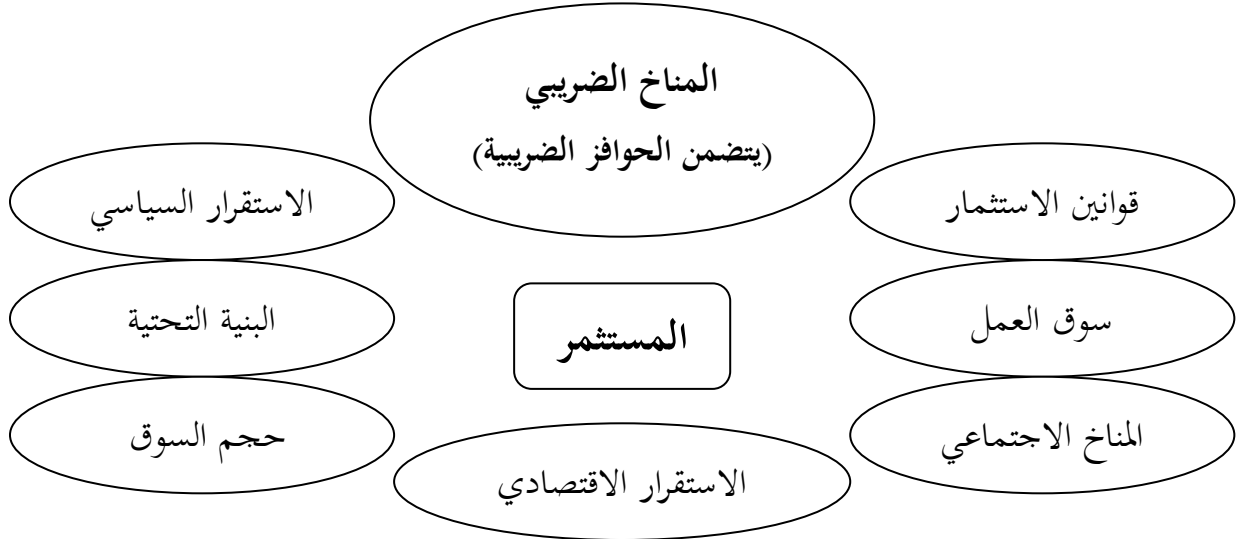 المناخ الضريبي
(يتضمن الحوافز الضريبية)
قوانين الاستثمار
الاستقرار السياسي
سوق العمل
المستثمر
البنية التحتية
المناخ الاجتماعي
الاستقرار الاقتصادي
حجم السوق